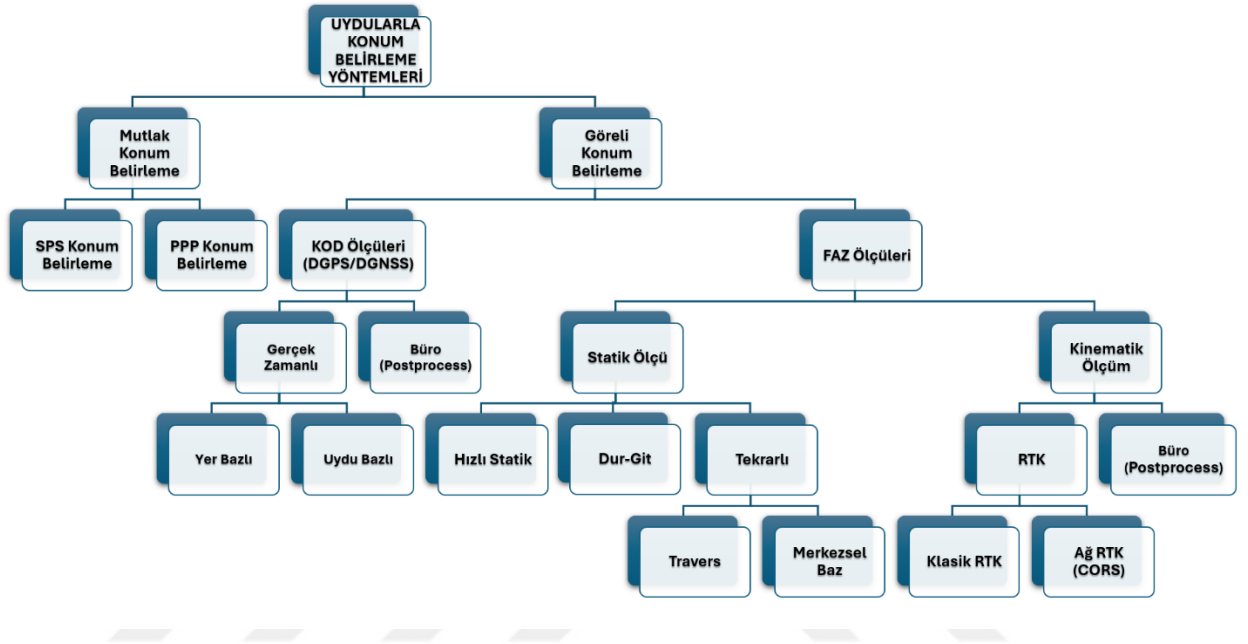 UYDULARLA
KONUM
BELİRLEME
YÖNTEMLERİ
Mutlak
Konum
Belirleme
Göreli
Konum
Belirleme
SPS Konum
Belirleme
PPP Konum
Belirleme
KOD Ölçüleri
(DGPS/DGNSS)
FAZ Ölçüleri
Gerçek
Zamanlı
Büro
(Postprocess)
Statik Ölçü
Kinematik
Ölçüm
Yer Bazlı
Uydu Bazlı
Hızlı Statik
Dur-Git
Tekrarlı
RTK
Büro
(Postprocess)
Travers
Merkezsel
Baz
Klasik RTK
Ağ RTK
(CORS)